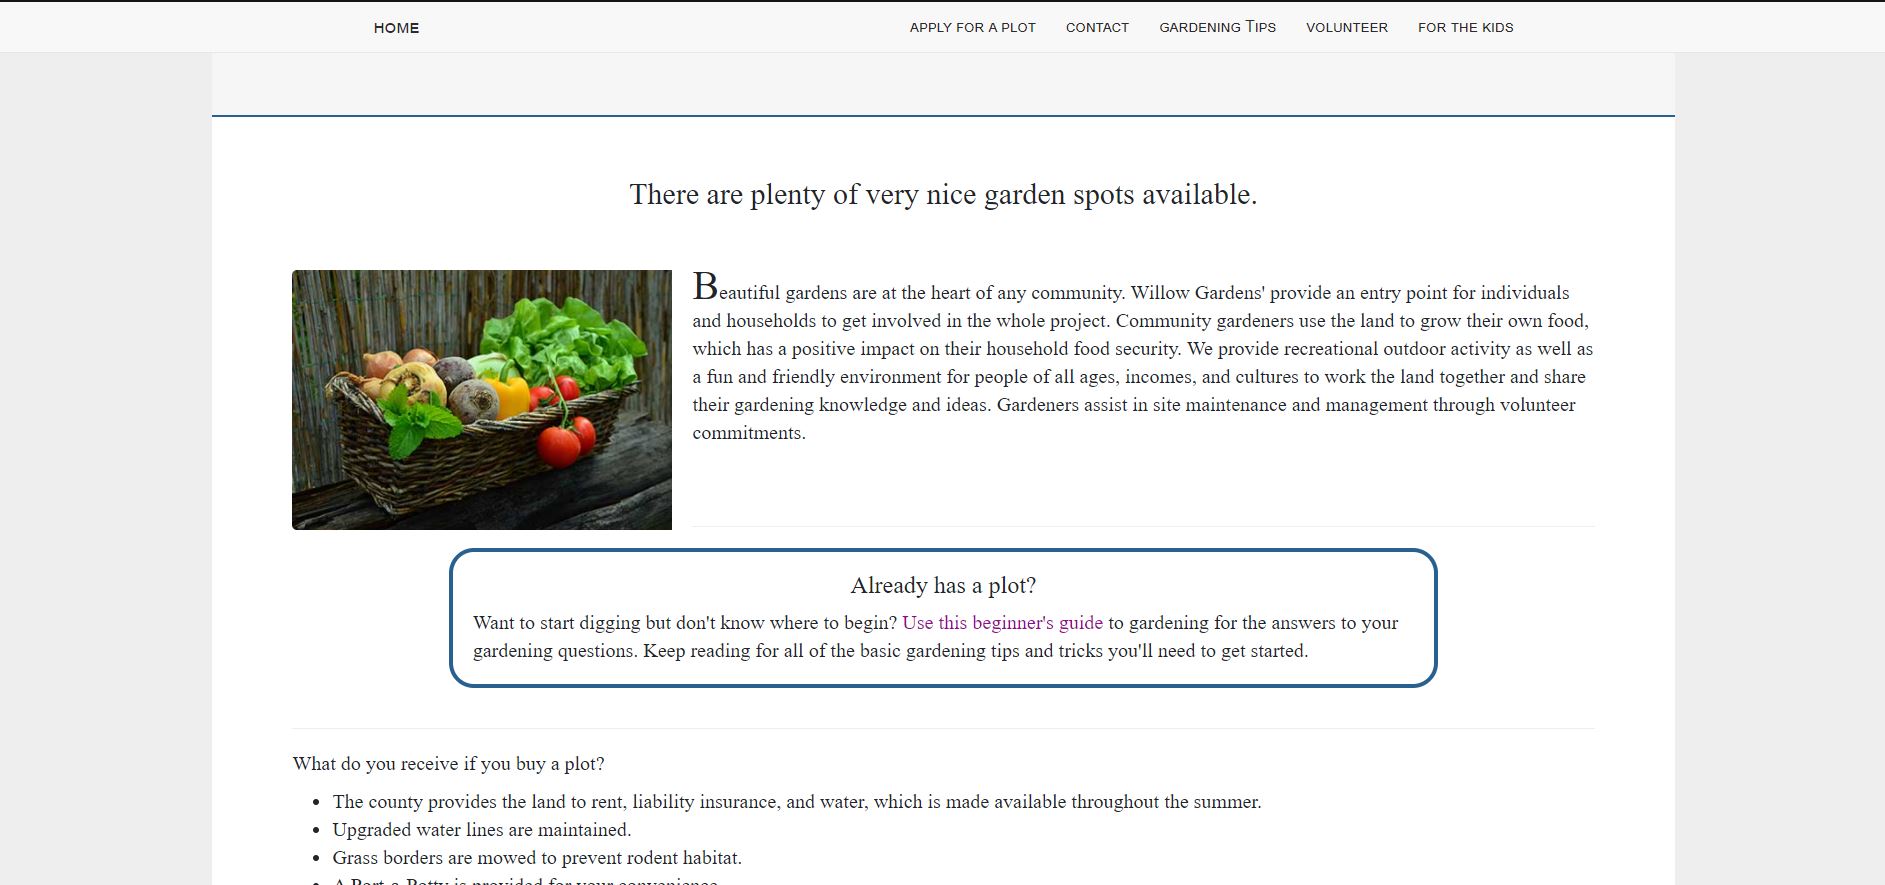 HOME APPLY FOR A PLOT CONTACT GARDENING TIPS VOLUNTEER FOR THE KIDS
There are plenty of very nice garden spots available.
Beautiful gardens are at the heart of any community. Willow Gardens' provide an entry point for individuals
and households to get involved in the whole project. Community gardeners use the land to grow their own food,
which has a positive impact on their household food security. We provide recreational outdoor activity as well as
a fun and friendly environment for people of all ages, incomes, and cultures to work the land together and share
their gardening knowledge and ideas. Gardeners assist in site maintenance and management through volunteer
commitments.
Already has a plot?
Want to start digging but don't know where to begin? Use this beginner's guide to gardening for the answers to your
gardening questions. Keep reading for all of the basic gardening tips and tricks you'll need to get started.
What do you receive if you buy a plot?
• The county provides the land to rent, liability insurance, and water, which is made available throughout the summer.
• Upgraded water lines are maintained.
• Grass borders are mowed to prevent rodent habitat.
• A Port-a-Potty is provided for your convenience.